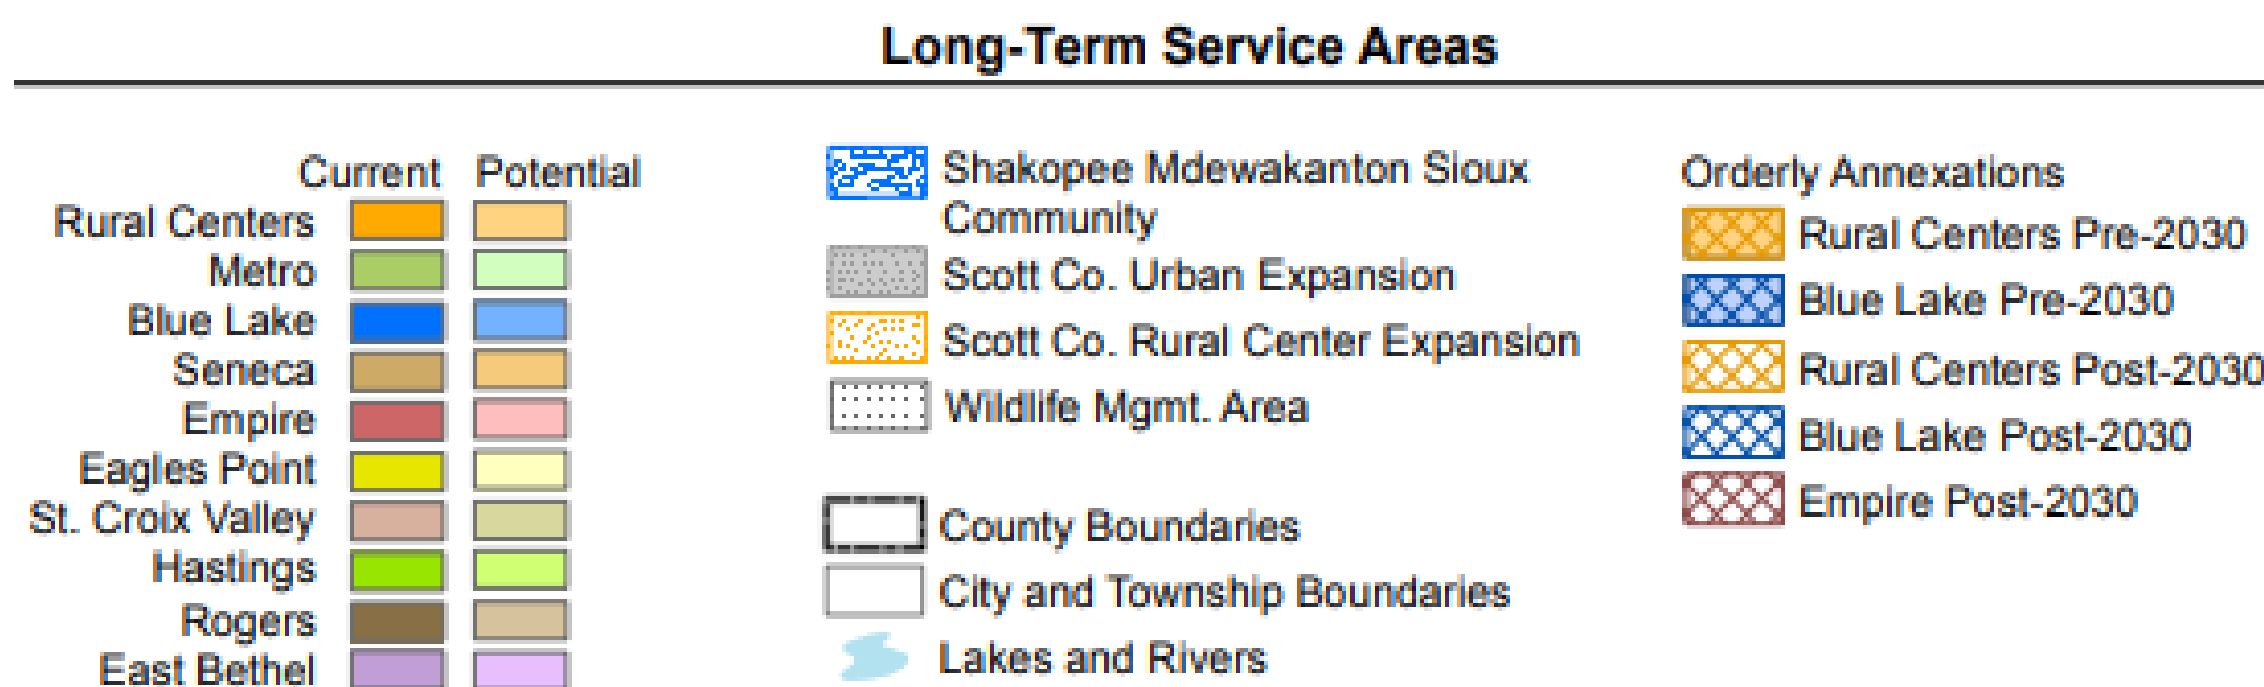 Long-Term Service Areas
Current Potential
Rural Centers
Metro
Blue Lake
Seneca
Empire
Eagles Point
St. Croix Valley
Hastings
Rogers
East Bethel
Shakopee Mdewakanton Sioux
Community
Scott Co. Urban Expansion
Scott Co. Rural Center Expansion
Wildlife Mgmt. Area
County Boundaries
City and Township Boundaries
Lakes and Rivers
Orderly Annexations
Rural Centers Pre-2030
Blue Lake Pre-2030
Rural Centers Post-2030
Blue Lake Post-2030
Empire Post-2030